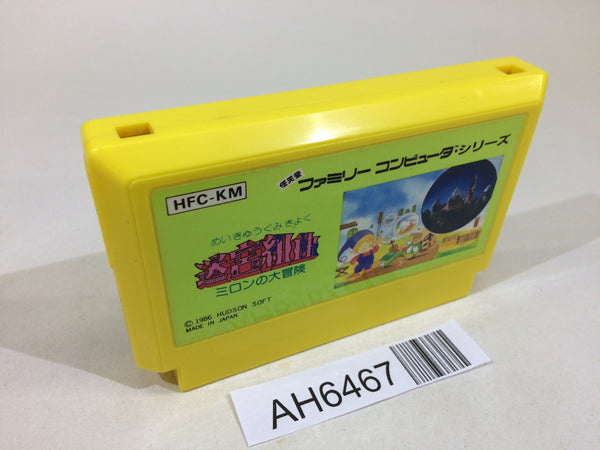 HFC-KM
任天堂 ファミリー コンピュータ・シリーズ
めいきゅうくみきょく
迷宮組曲
ミロンの大冒険
© 1986 HUDSON SOFT
MADE IN JAPAN
AH6467